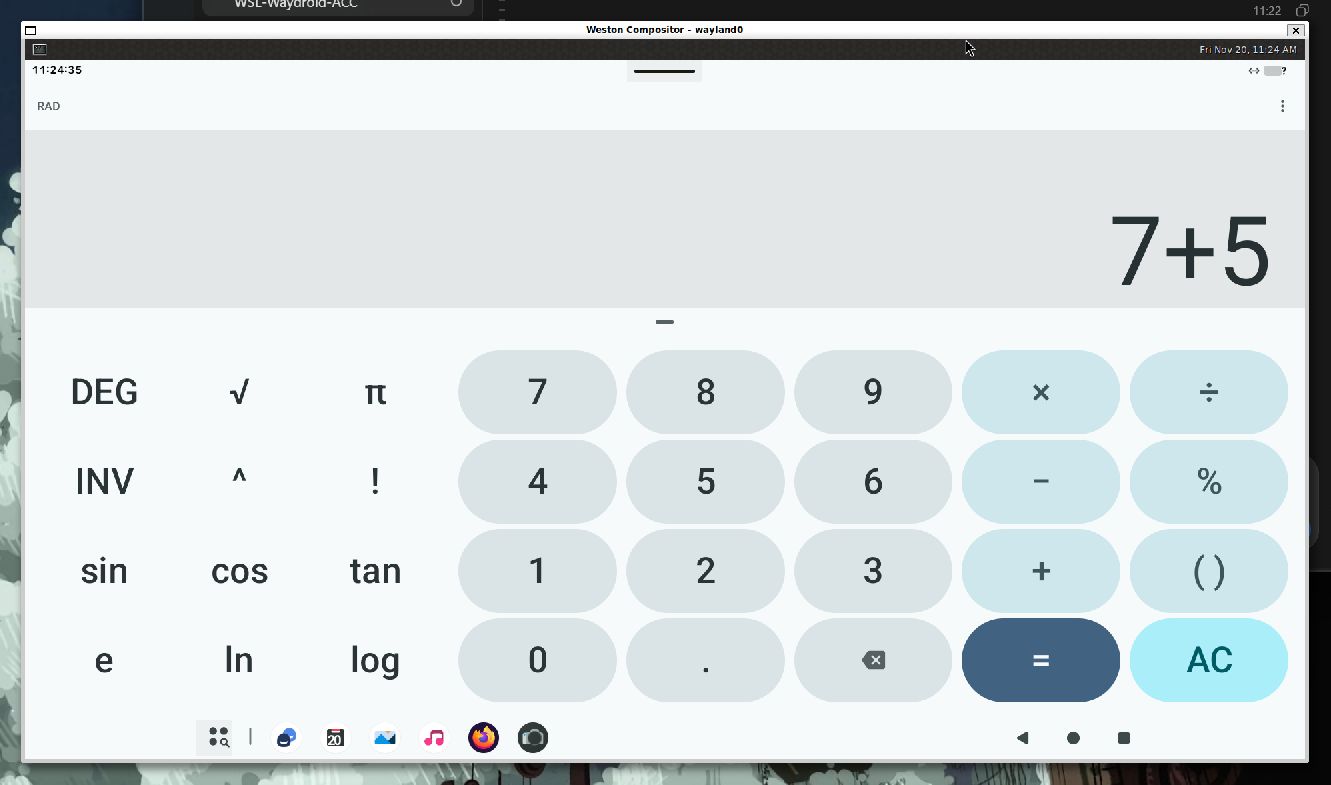 WSL-Waydroid-ACC
11:22
Weston Compositor - wayland0
Fri Nov 20, 11:24 AM
11:24:35
?
RAD
7+5
DEG √ π 7 8 9 × ÷
INV ^ ! 4 5 6 − %
sin cos tan 1 2 3 + ( )
e ln log 0 . = AC
20